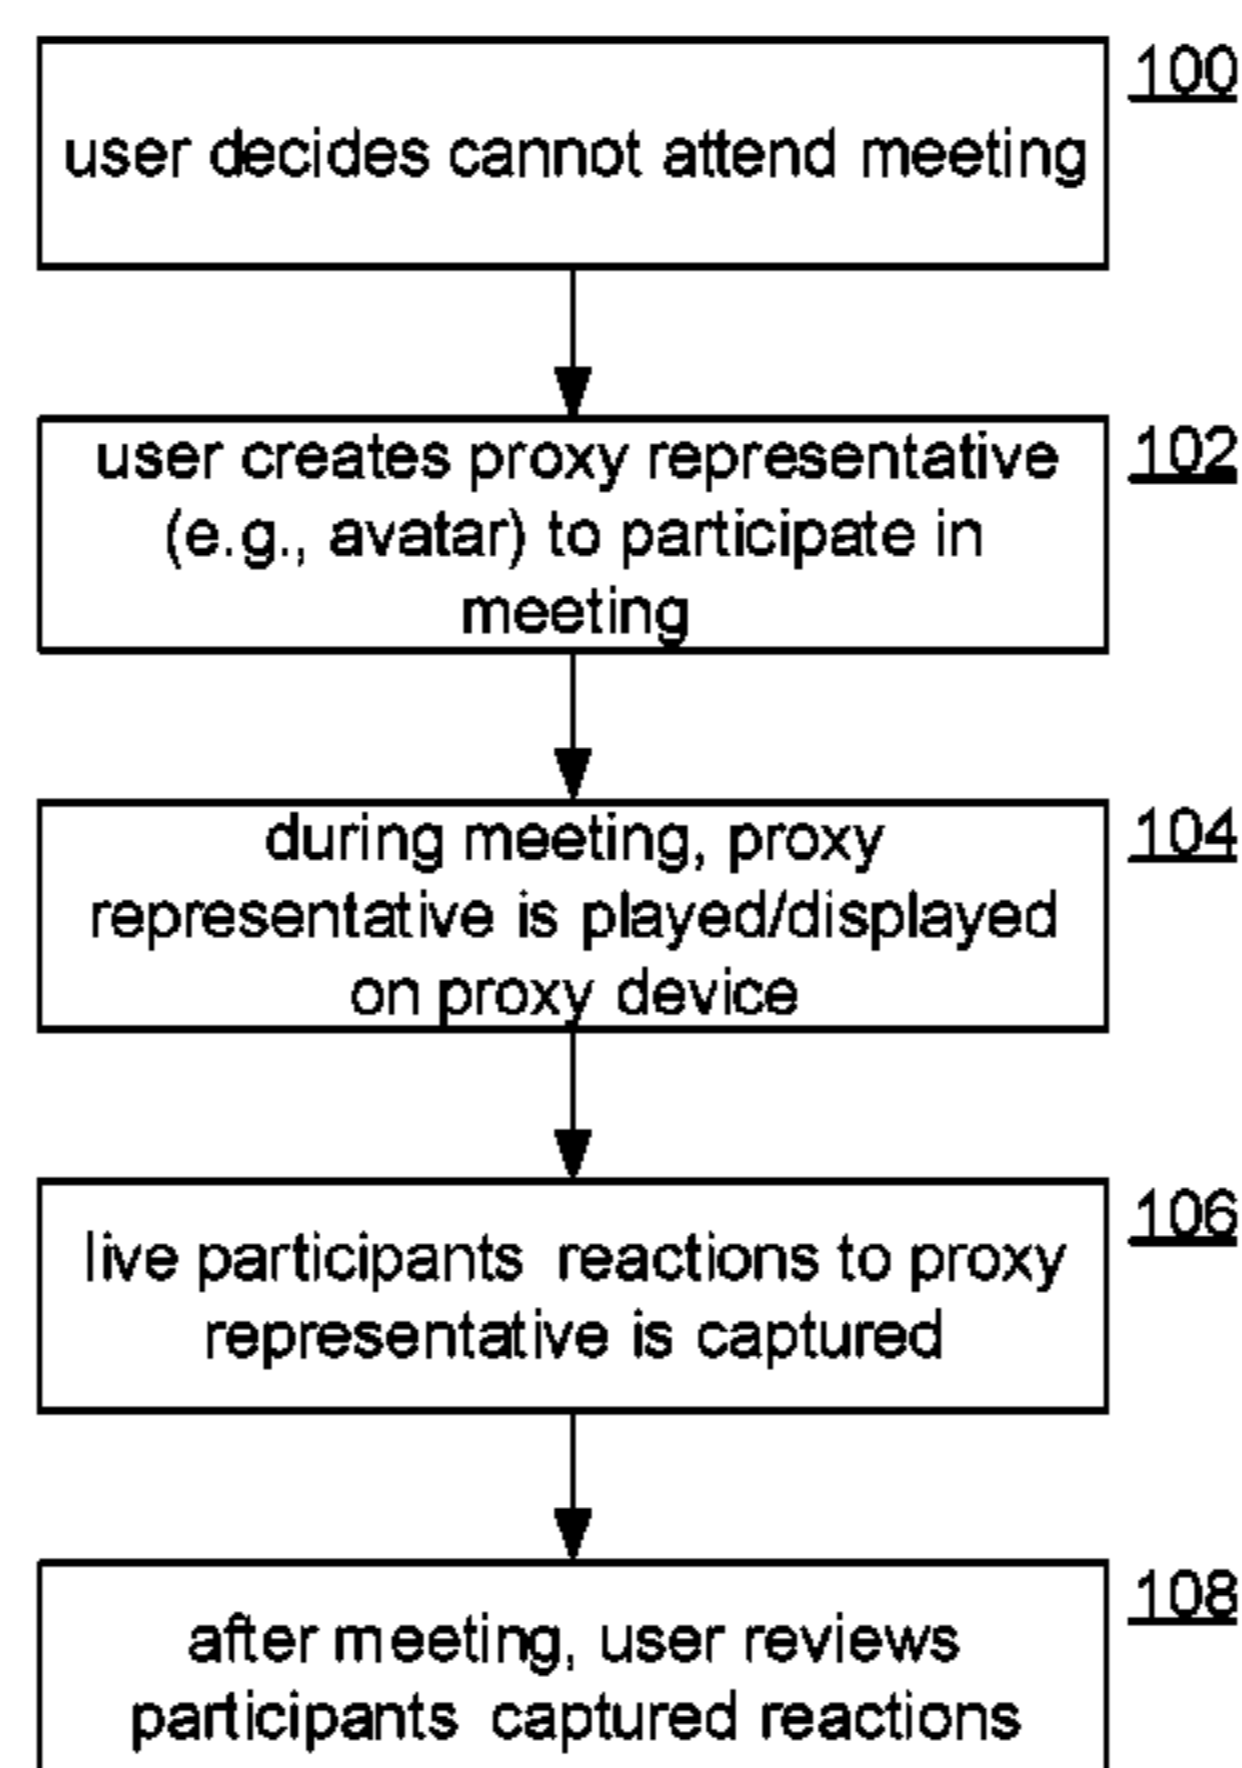 100
user decides cannot attend meeting
102
user creates proxy representative
(e.g., avatar) to participate in
meeting
104
during meeting, proxy
representative is played/displayed
on proxy device
106
live participants reactions to proxy
representative is captured
108
after meeting, user reviews
participants captured reactions